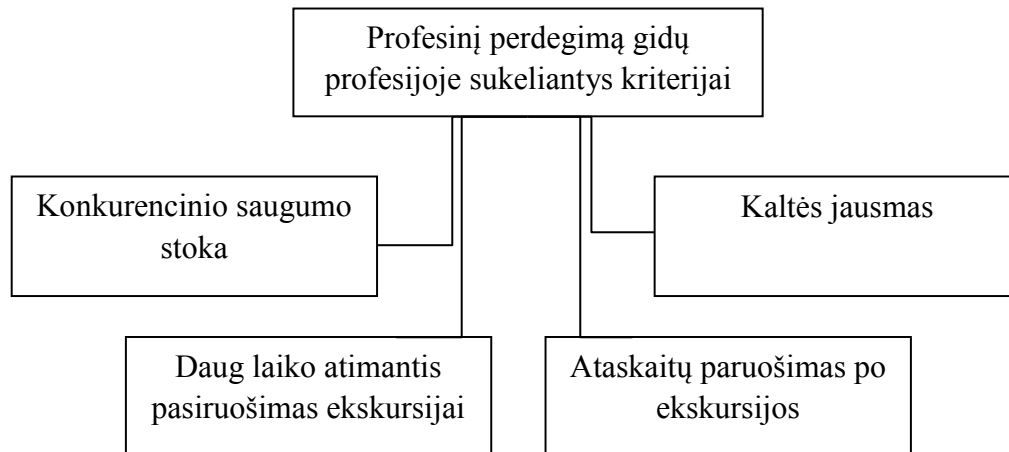 Profesinį perdegimą gidų
profesijoje sukeliantys kriterijai
Konkurencinio saugumo
stoka
Kaltės jausmas
Daug laiko atimantis
pasiruošimas ekskursijai
Ataskaitų paruošimas po
ekskursijos